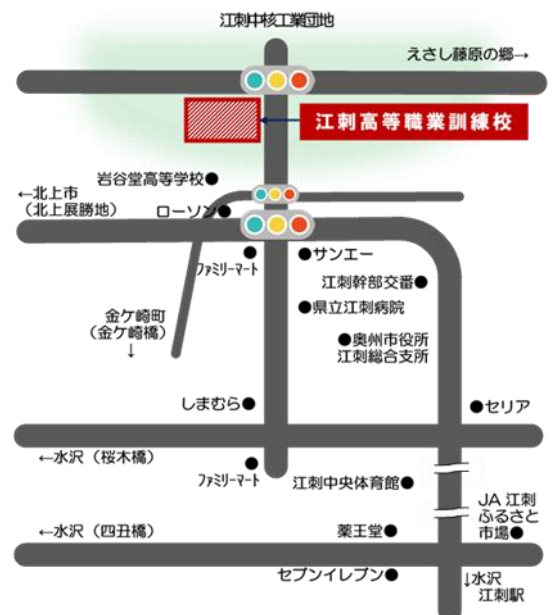 江刺中核工業団地
えさし藤原の郷→
江刺高等職業訓練校
岩谷堂高等学校
←北上市
（北上展勝地）
ローソン
ファミリーマート
サンエー
江刺幹部交番
県立江刺病院
金ケ崎町
（金ケ崎橋）
↓
奥州市役所
江刺総合支所
しまむら
セリア
←水沢（桜木橋）
ファミリーマート
江刺中央体育館
JA 江刺
ふるさと
市場
←水沢（四丑橋）
薬王堂
セブンイレブン
↓水沢
江刺駅